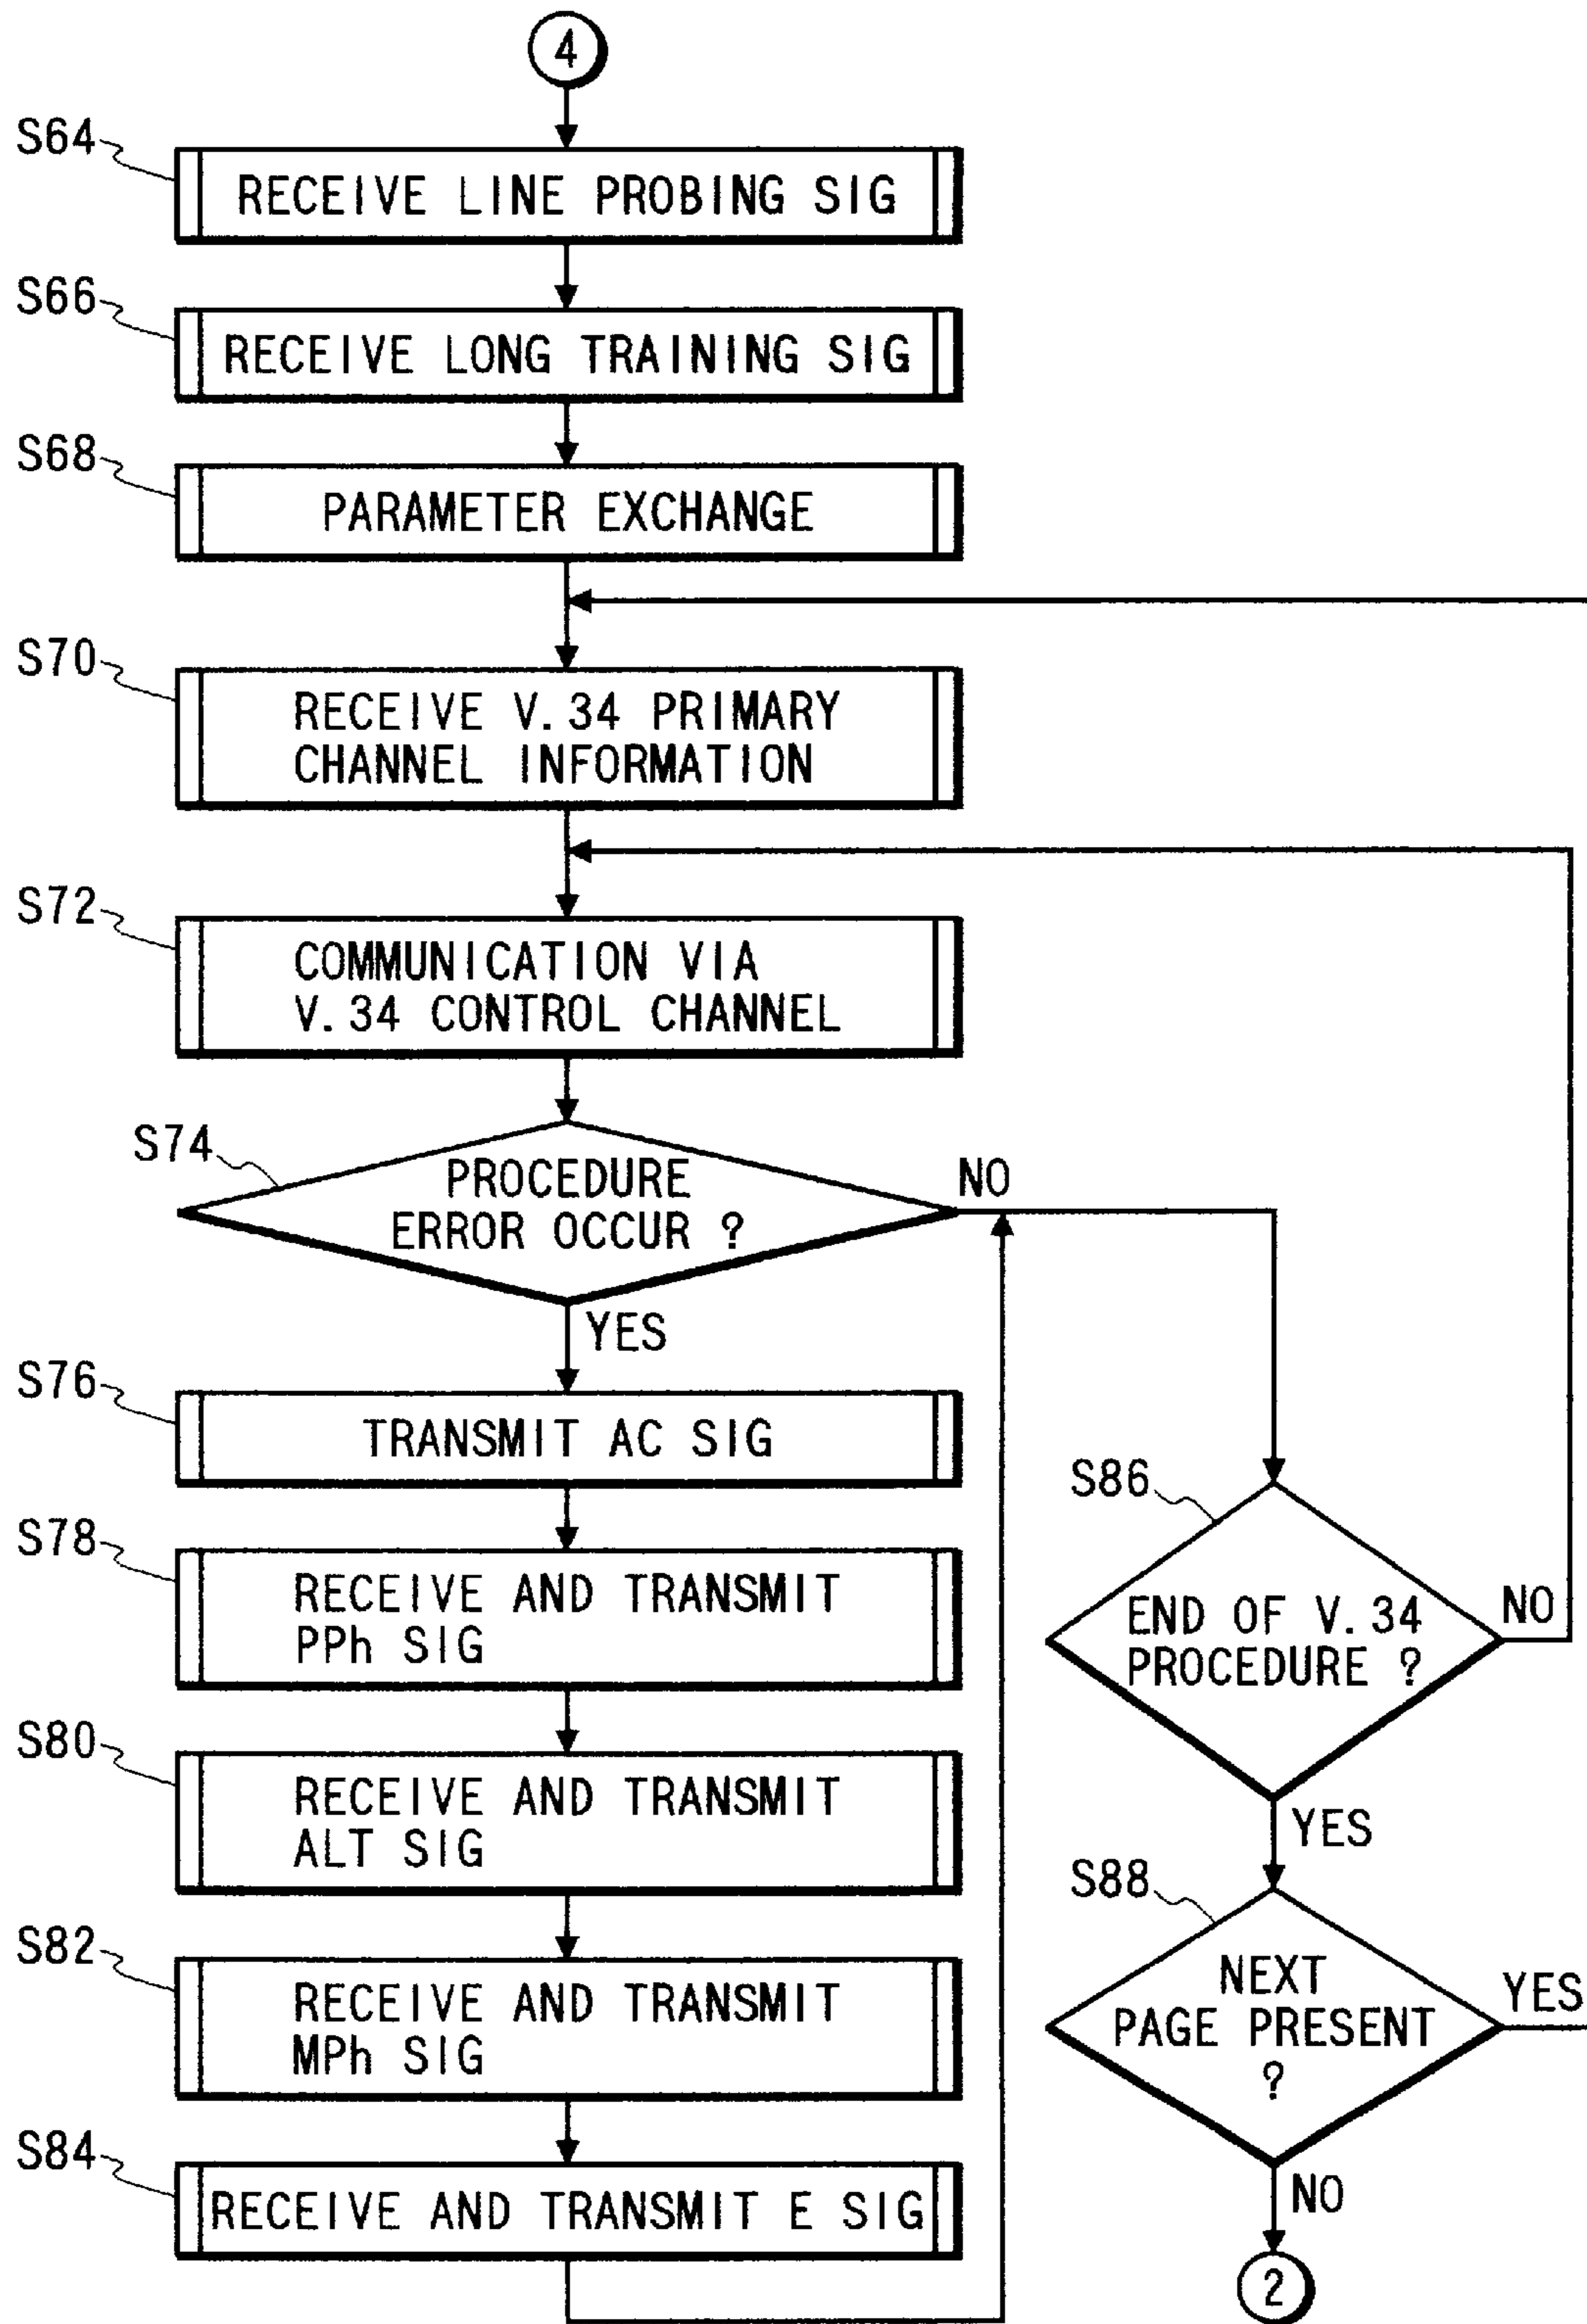 4
S64
RECEIVE LINE PROBING SIG
S66
RECEIVE LONG TRAINING SIG
S68
PARAMETER EXCHANGE
S70
RECEIVE V.34 PRIMARY
CHANNEL INFORMATION
S72
COMMUNICATION VIA
V.34 CONTROL CHANNEL
S74
PROCEDURE
ERROR OCCUR ?
NO
YES
S76
TRANSMIT AC SIG
S78
RECEIVE AND TRANSMIT
PPh SIG
S80
RECEIVE AND TRANSMIT
ALT SIG
S82
RECEIVE AND TRANSMIT
MPh SIG
S84
RECEIVE AND TRANSMIT E SIG
S86
END OF V.34
PROCEDURE ?
NO
YES
S88
NEXT
PAGE PRESENT
?
YES
NO
2